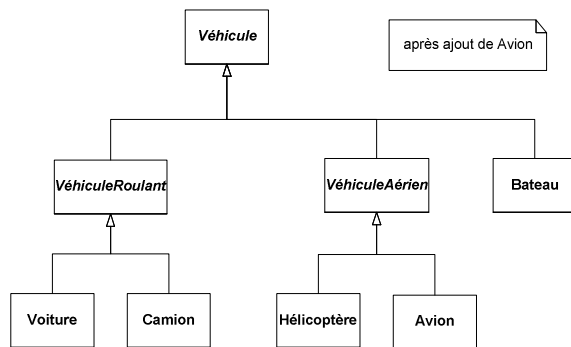 Véhicule
après ajout de Avion
VéhiculeRoulant
VéhiculeAérien
Bateau
Voiture
Camion
Hélicoptère
Avion